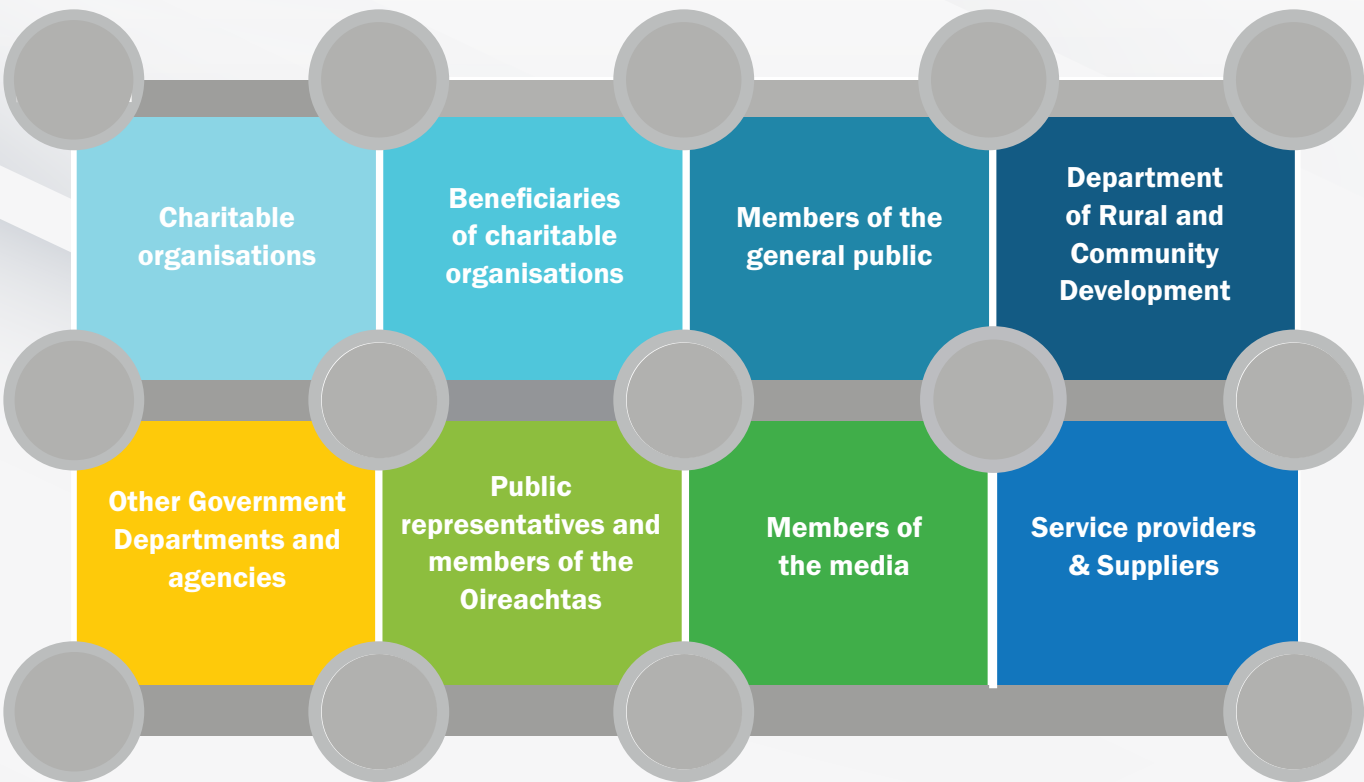 Charitable
organisations
Beneficiaries
of charitable
organisations
Members of the
general public
Department
of Rural and
Community
Development
Other Government
Departments and
agencies
Public
representatives and
members of the
Oireachtas
Members of
the media
Service providers
& Suppliers